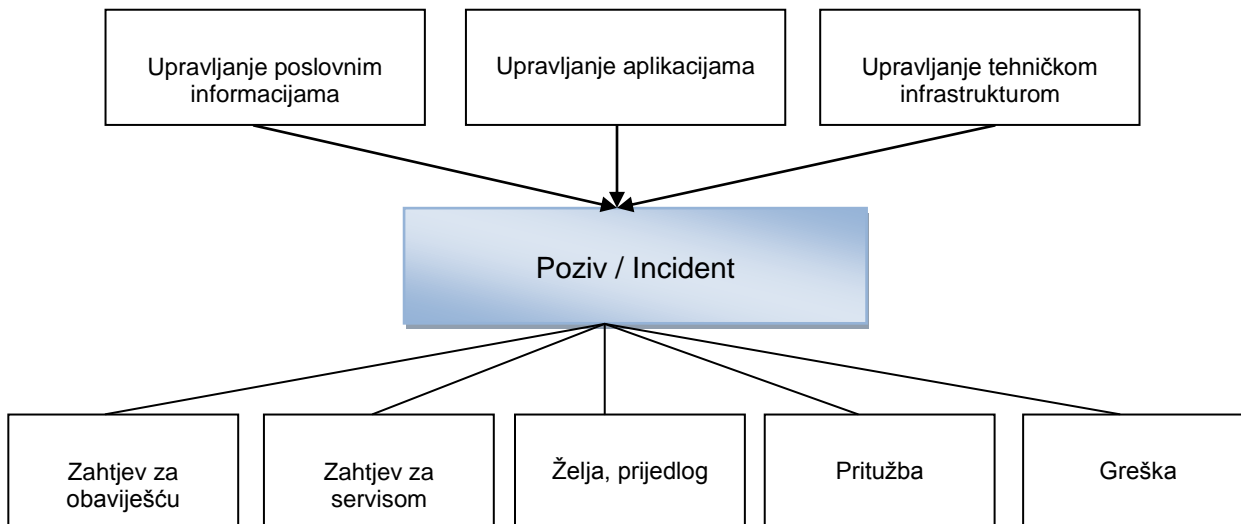 Upravljanje poslovnim
informacijama
Upravljanje aplikacijama
Upravljanje tehničkom
infrastrukturom
Poziv / Incident
Zahtjev za
obaviješću
Zahtjev za
servisom
Želja, prijedlog
Pritužba
Greška